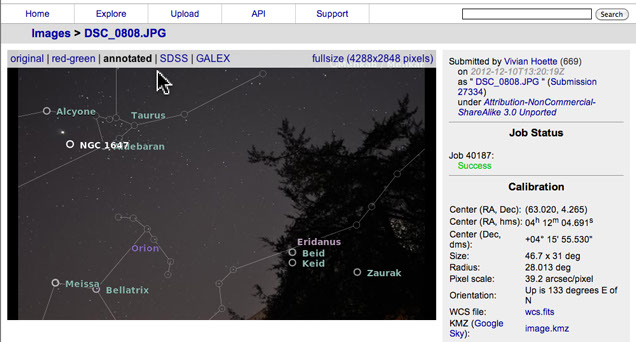 Home Explore Upload API Support Search
Images > DSC_0808.JPG
original | red-green | annotated | SDSS | GALEX fullsize (4288x2848 pixels)
Alcyone
Taurus
NGC 1647
Eridanus
Orion
Beid
Keid
Zaurak
Meissa
Bellatrix
Submitted by Vivian Hoette (669)
on 2012-12-10T13:20:19Z
as " DSC_0808.JPG " (Submission
27334)
under Attribution-NonCommercial-
ShareAlike 3.0 Unported
Job Status
Job 40187:
Success
Calibration
Center (RA, Dec): (63.020, 4.265)
Center (RA, hms): 04h 12m 04.691s
Center (Dec,
dms): +04° 15' 55.530"
Size: 46.7 x 31 deg
Radius: 28.013 deg
Pixel scale: 39.2 arcsec/pixel
Orientation: Up is 133 degrees E of
N
WCS file: wcs.fits
KMZ (Google
Sky): image.kmz